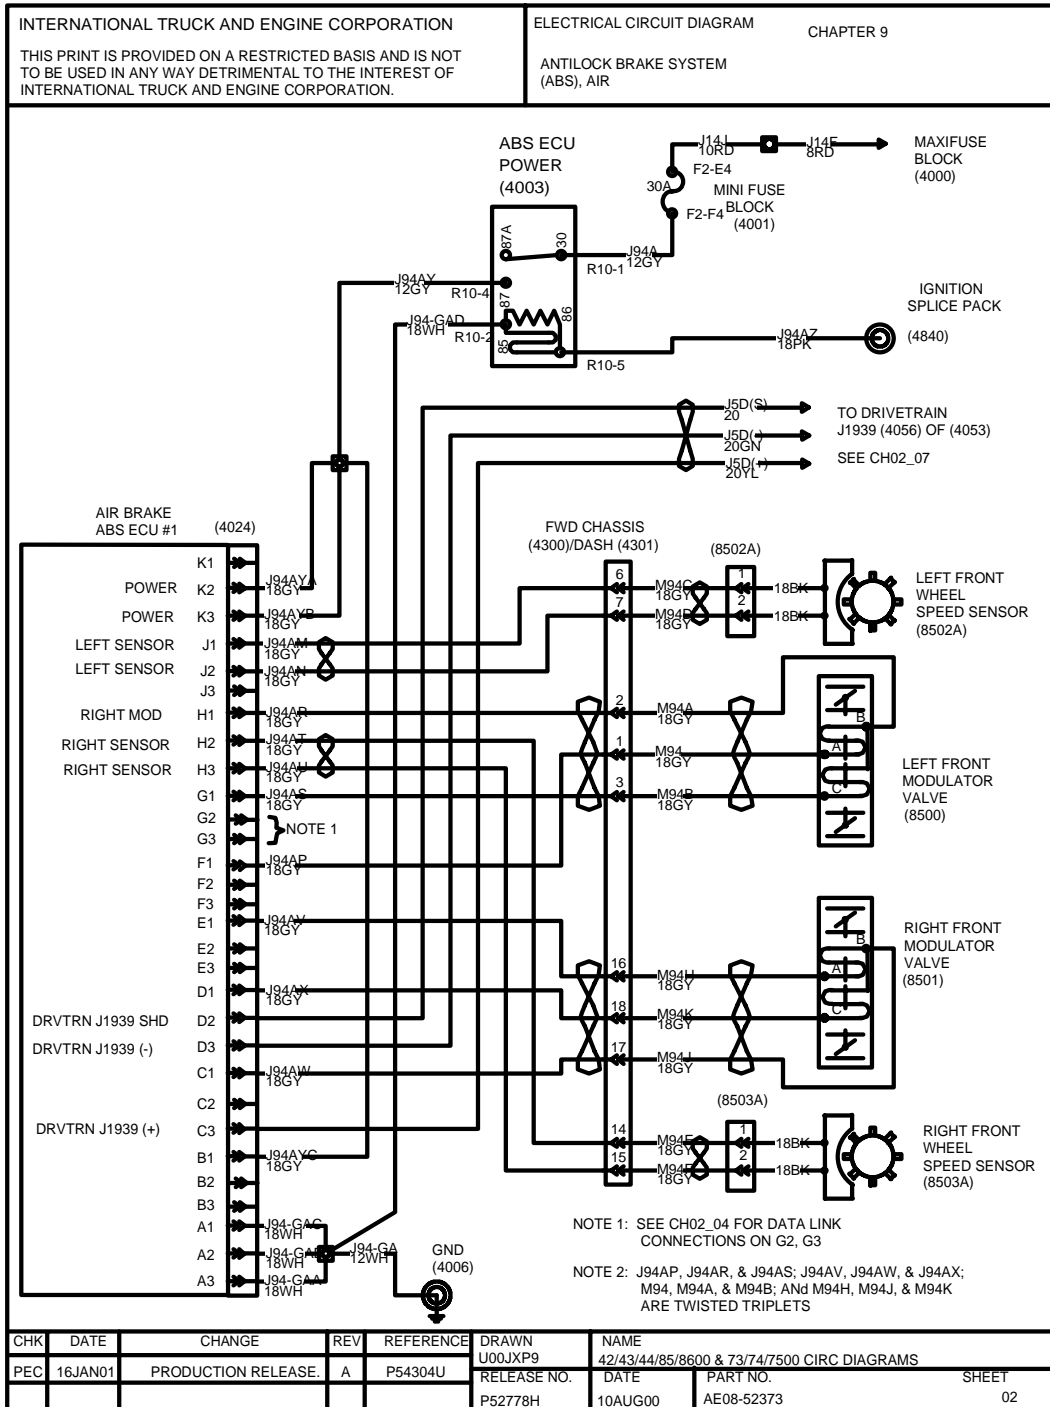 INTERNATIONAL TRUCK AND ENGINE CORPORATION
THIS PRINT IS PROVIDED ON A RESTRICTED BASIS AND IS NOT
TO BE USED IN ANY WAY DETRIMENTAL TO THE INTEREST OF
INTERNATIONAL TRUCK AND ENGINE CORPORATION.
ELECTRICAL CIRCUIT DIAGRAM
CHAPTER 9
ANTILOCK BRAKE SYSTEM
(ABS), AIR
ABS ECU
POWER
(4003)
J14J
10RD
J14F
8RD
MAXIFUSE
BLOCK
(4000)
F2-E4
30A
MINI FUSE
BLOCK
(4001)
F2-F4
87A
30
J94A
12GY
R10-1
J94AY
12GY
R10-4
87
86
J94-GAD
18WH
R10-2
85
R10-5
J94AZ
18PK
IGNITION
SPLICE PACK
(4840)
J5D(S)
20
J5D(-)
20GN
J5D(+)
20YL
TO DRIVETRAIN
J1939 (4056) OF (4053)
SEE CH02_07
AIR BRAKE
ABS ECU #1
(4024)
FWD CHASSIS
(4300)/DASH (4301)
(8502A)
K1
POWER K2 J94AYA
18GY
POWER K3 J94AYB
18GY
LEFT SENSOR J1 J94AM
18GY
LEFT SENSOR J2 J94AN
18GY
J3
RIGHT MOD H1 J94AR
18GY
RIGHT SENSOR H2 J94AT
18GY
RIGHT SENSOR H3 J94AU
18GY
G1 J94AS
18GY
G2
G3
NOTE 1
F1 J94AP
18GY
F2
F3
E1 J94AV
18GY
E2
E3
D1 J94AX
18GY
DRVTRN J1939 SHD D2
DRVTRN J1939 (-) D3
C1 J94AW
18GY
C2
DRVTRN J1939 (+) C3
B1 J94AYC
18GY
B2
B3
A1 J94-GAC
18WH
A2 J94-GAB
18WH
A3 J94-GAA
18WH
J94-GA
12WH
GND
(4006)
6 M94C
18GY
1 18BK
7 M94D
18GY
2 18BK
LEFT FRONT
WHEEL
SPEED SENSOR
(8502A)
2 M94A
18GY
1 M94
18GY
3 M94B
18GY
B
A
C
LEFT FRONT
MODULATOR
VALVE
(8500)
16 M94H
18GY
18 M94K
18GY
17 M94J
18GY
B
A
C
RIGHT FRONT
MODULATOR
VALVE
(8501)
(8503A)
14 M94E
18GY
1 18BK
15 M94F
18GY
2 18BK
RIGHT FRONT
WHEEL
SPEED SENSOR
(8503A)
NOTE 1: SEE CH02_04 FOR DATA LINK
CONNECTIONS ON G2, G3
NOTE 2: J94AP, J94AR, & J94AS; J94AV, J94AW, & J94AX;
M94, M94A, & M94B; ANd M94H, M94J, & M94K
ARE TWISTED TRIPLETS
CHK DATE CHANGE REV REFERENCE
PEC 16JAN01 PRODUCTION RELEASE. A P54304U
DRAWN
U00JXP9
NAME
42/43/44/85/8600 & 73/74/7500 CIRC DIAGRAMS
RELEASE NO.
P52778H
DATE
10AUG00
PART NO.
AE08-52373
SHEET
02